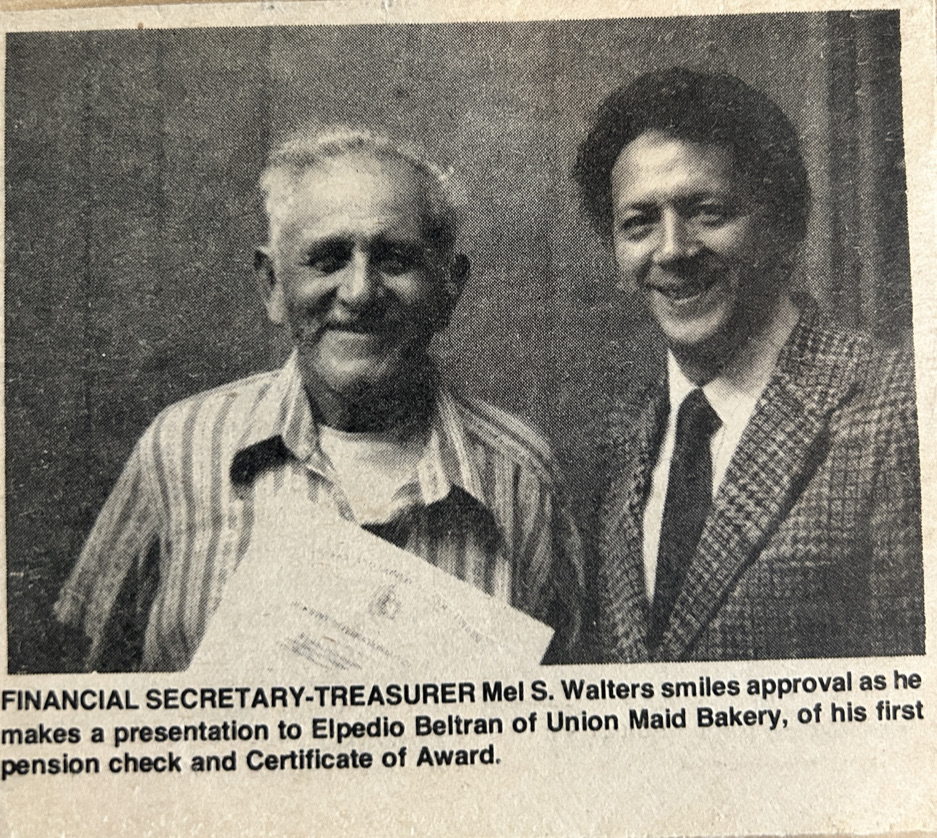 FINANCIAL SECRETARY-TREASURER Mel S. Walters smiles approval as he
makes a presentation to Elpedio Beltran of Union Maid Bakery, of his first
pension check and Certificate of Award.